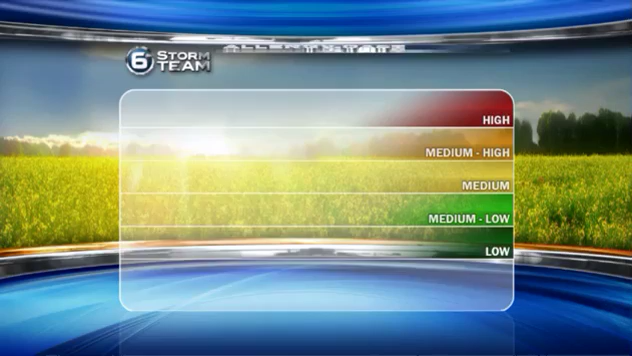 6 STORM
TEAM
HIGH
MEDIUM - HIGH
MEDIUM
MEDIUM - LOW
LOW